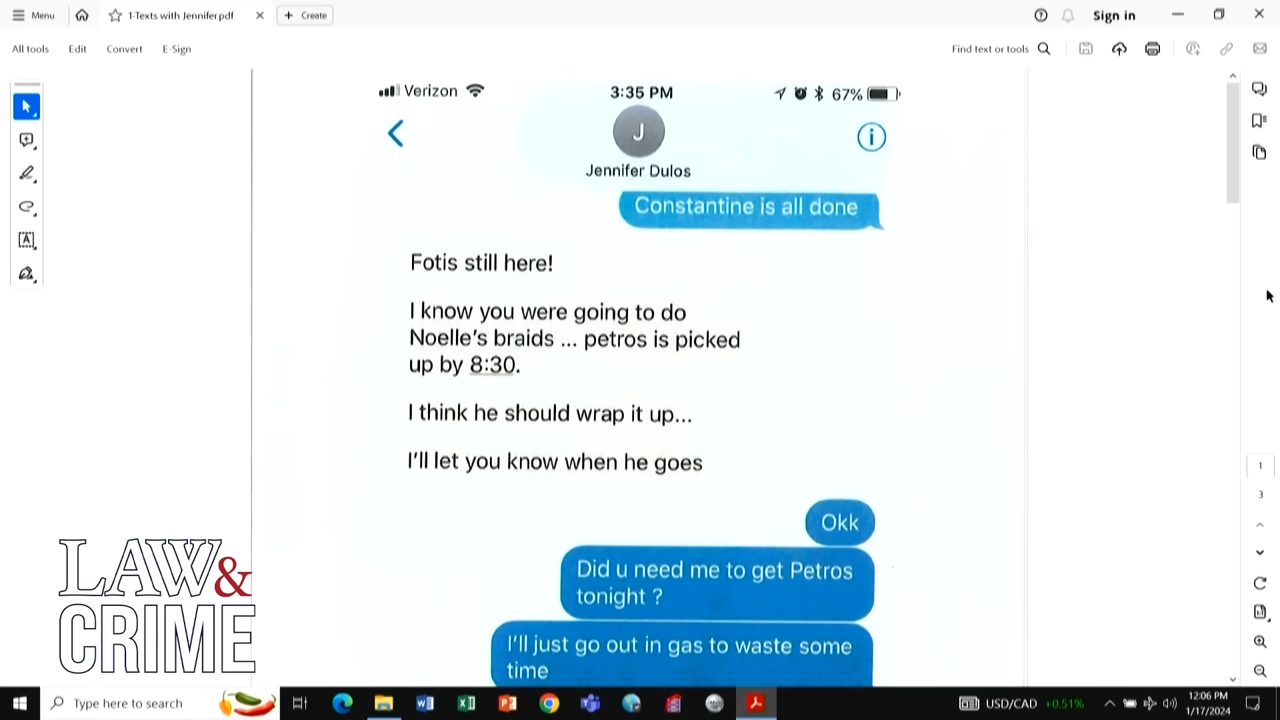 Menu
1-Texts with Jennifer.pdf
Create
Sign in
All tools
Edit
Convert
E-Sign
Find text or tools
Verizon
3:35 PM
67%
J
Jennifer Dulos
Constantine is all done
Fotis still here!
I know you were going to do
Noelle's braids ... petros is picked
up by 8:30.
I think he should wrap it up...
I'll let you know when he goes
Okk
Did u need me to get Petros
tonight ?
I'll just go out in gas to waste some
time
1
3
LAW&
CRIME
Type here to search
USD/CAD +0.51%
12:06 PM
1/17/2024